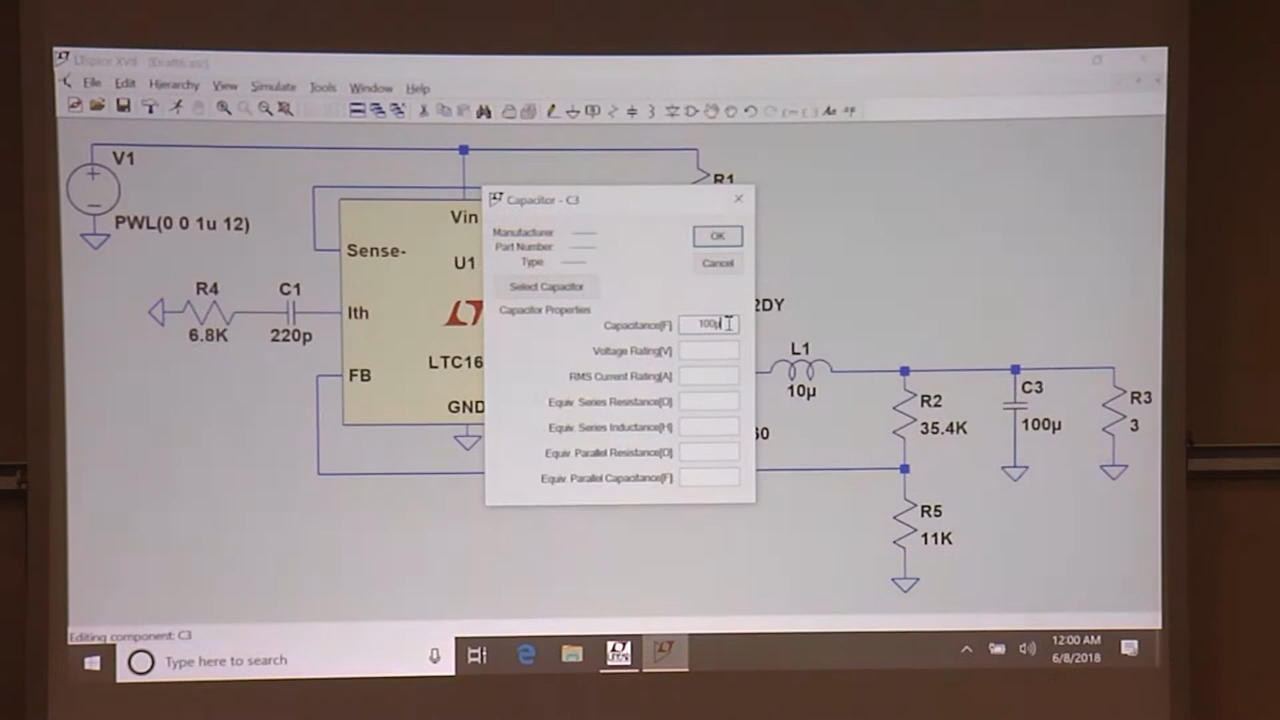 LTspice XVII - [Draft6.asc]
File Edit Hierarchy View Simulate Tools Window Help
V1
PWL(0 0 1u 12)
R1
Vin
Sense-
U1
R4
6.8K
C1
220p
Ith
LTC16
FB
GND
Capacitor - C3
Manufacturer: ----
Part Number: ----
Type: ----
OK
Cancel
Select Capacitor
Capacitor Properties
Capacitance[F] 100µ
Voltage Rating[V]
RMS Current Rating[A]
Equiv. Series Resistance[Ω]
Equiv. Series Inductance[H]
Equiv. Parallel Resistance[Ω]
Equiv. Parallel Capacitance[F]
2DY
L1
10µ
60
R2
35.4K
C3
100µ
R3
3
R5
11K
Editing component: C3
Type here to search
12:00 AM
6/8/2018